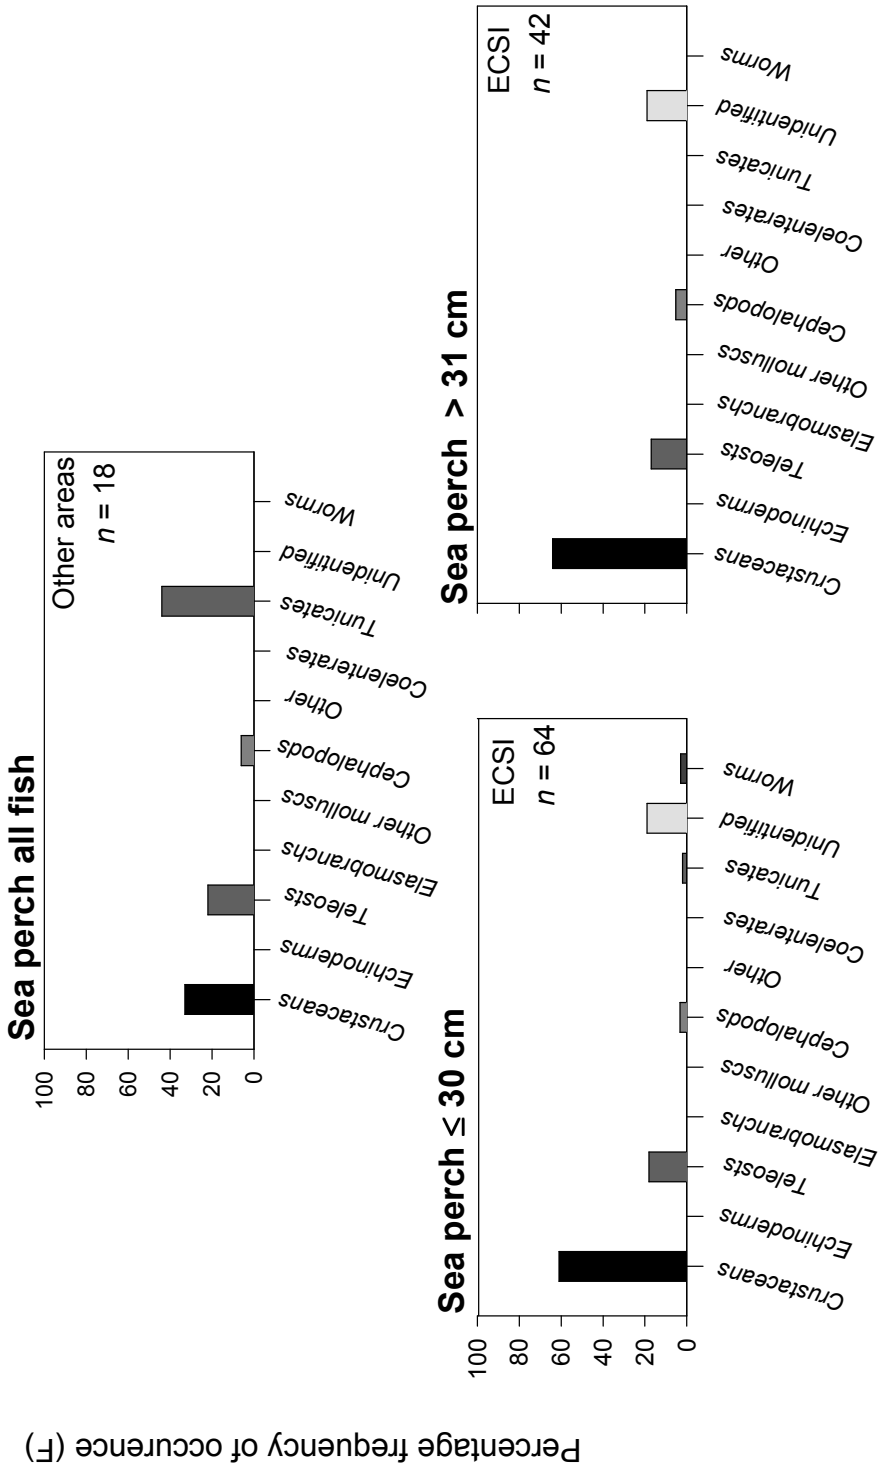 Percentage frequency of occurence (F)
Sea perch all fish
Other areas
n = 18
100
80
60
40
20
0
Crustaceans
Echinoderms
Teleosts
Elasmobranchs
Other molluscs
Cephalopods
Other
Coelenterates
Tunicates
Unidentified
Worms
Sea perch ≤ 30 cm
ECSI
n = 64
100
80
60
40
20
0
Crustaceans
Echinoderms
Teleosts
Elasmobranchs
Other molluscs
Cephalopods
Other
Coelenterates
Tunicates
Unidentified
Worms
Sea perch > 31 cm
ECSI
n = 42
Crustaceans
Echinoderms
Teleosts
Elasmobranchs
Other molluscs
Cephalopods
Other
Coelenterates
Tunicates
Unidentified
Worms